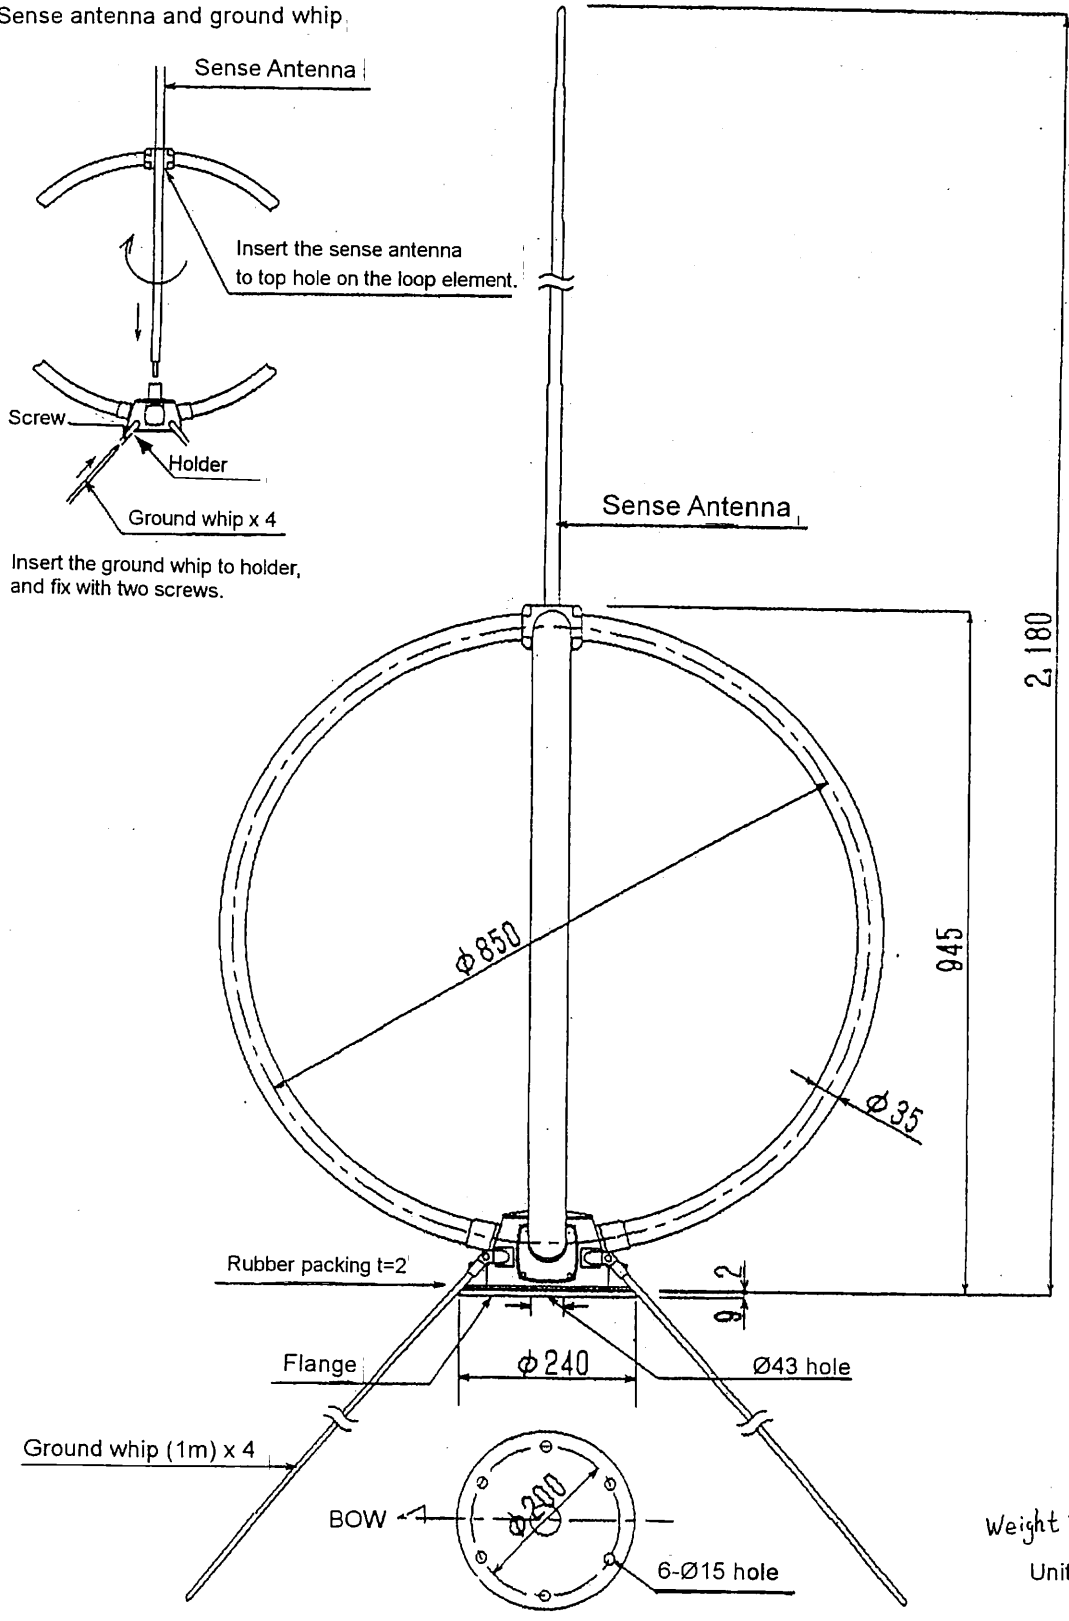 Sense antenna and ground whip
Sense Antenna
Insert the sense antenna
to top hole on the loop element.
Screw
Holder
Ground whip x 4
Insert the ground whip to holder,
and fix with two screws.
Sense Antenna
2,180
945
ϕ850
ϕ35
Rubber packing t=2
2
9
Flange
ϕ240
Ø43 hole
Ground whip (1m) x 4
BOW
ϕ200
6-Ø15 hole
Weight
Unit